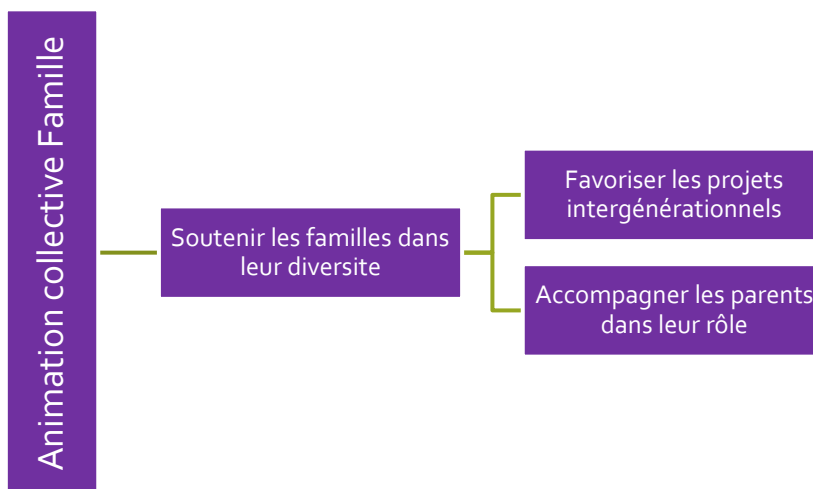 Animation collective Famille
Soutenir les familles dans
leur diversite
Favoriser les projets
intergénérationnels
Accompagner les parents
dans leur rôle